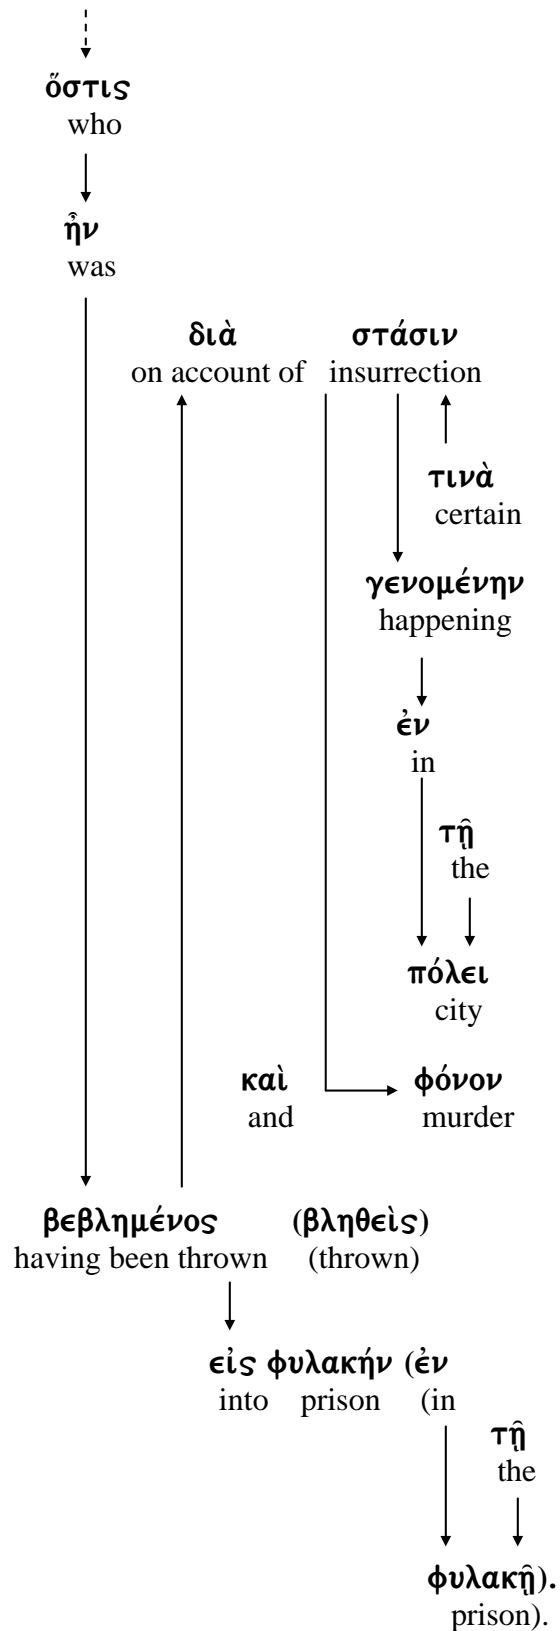 ὅστις
who
ἦν
was
διὰ στάσιν
on account of insurrection
τινὰ
certain
γενομένην
happening
ἐν
in
τῇ
the
πόλει
city
καὶ φόνον
and murder
βεβλημένος (βληθεὶς)
having been thrown (thrown)
εἰς φυλακήν (ἐν
into prison (in
τῇ
the
φυλακῇ).
prison).